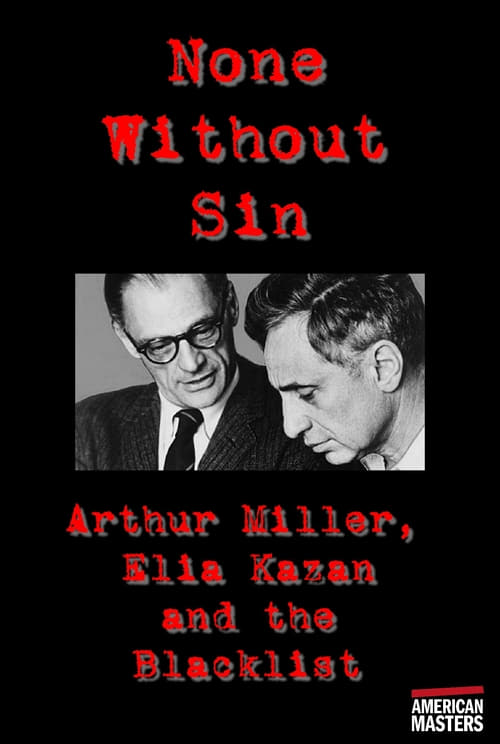 None
Without
Sin
Arthur Miller,
Elia Kazan
and the
Blacklist
AMERICAN
MASTERS